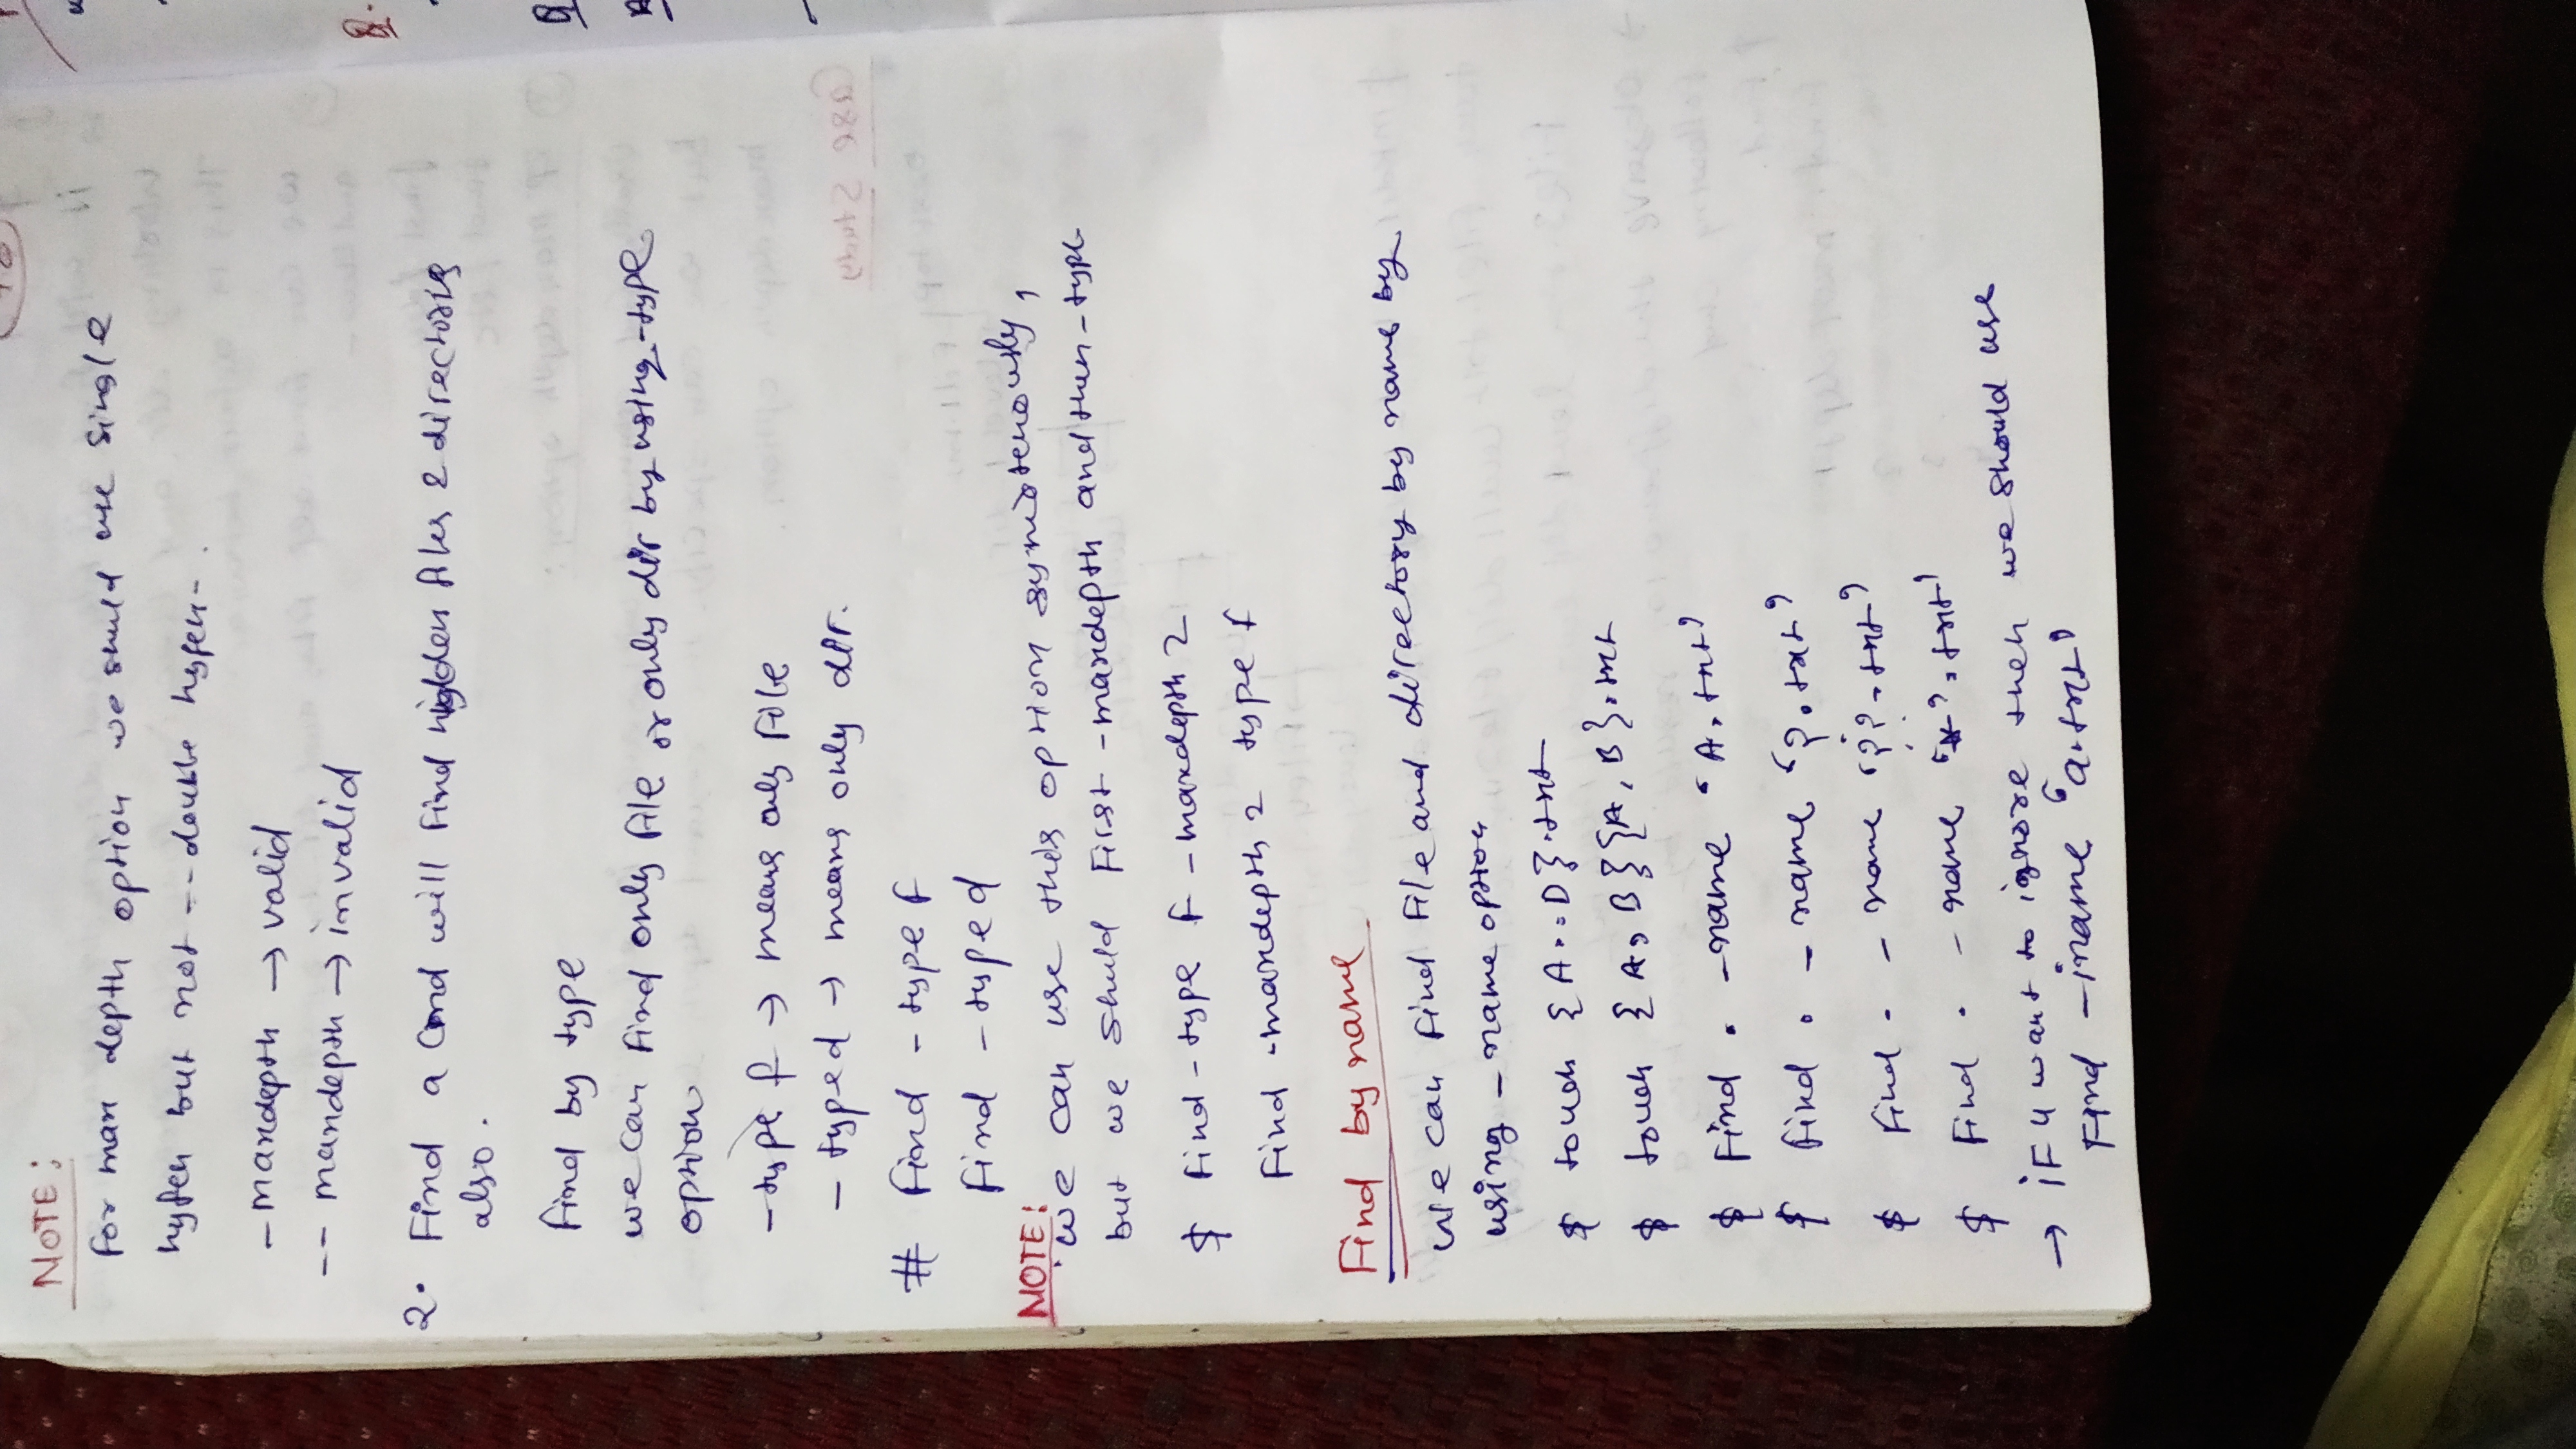 NOTE:
For max depth option we shuld use single
hyfen but not -- double hyfen-.
- maxdepth → valid
-- maxdepth → invalid
2. Find a Cmd will Find hidden files & directories
also.
Find by type
we can Find only file or only dir by using -type
option
- type f → means only File
- type d → means only dir.
# Find - type f
Find - type d
NOTE:
we can use this option
but we shuld First - maxdepth and then - type
$ Find - type f - maxdepth 2
Find - maxdepth 2 type f
Find by name
we can Find File and directory by name by
using - name option
$ touch {A..D}.txt
$ touch {A,B}{A,B}.txt
$ Find . - name 'A.txt'
$ Find . - name '?.txt'
$ Find . - name '??.txt'
$ Find . - name '*'.txt'
→ IF u want to ignore then we should use
Find - iname 'a.txt'